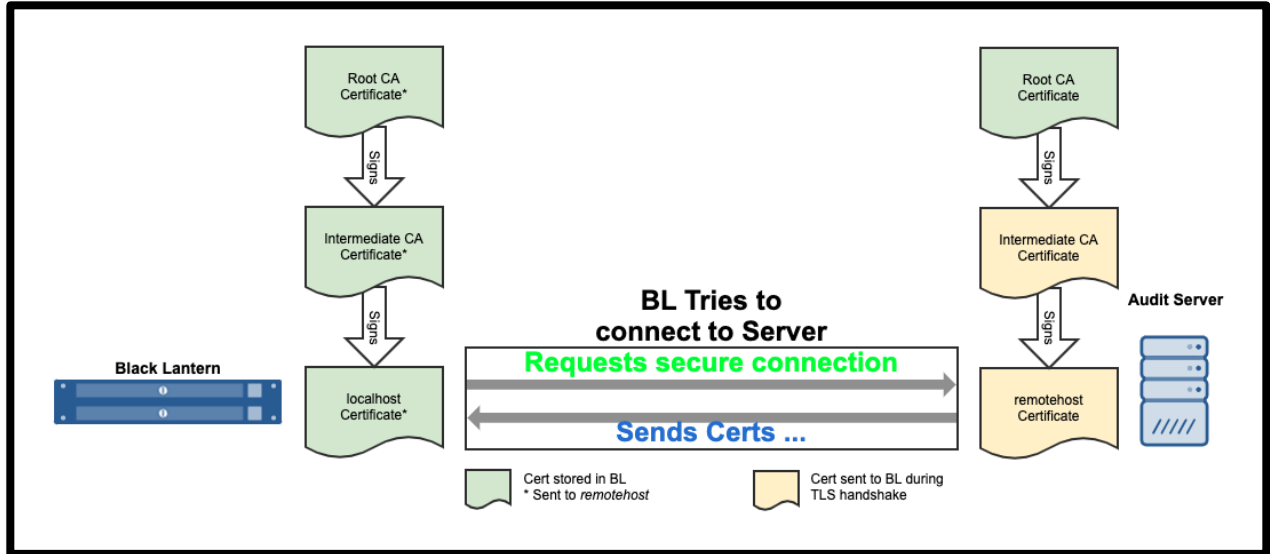 Root CA
Certificate*
Root CA
Certificate
Signs
Signs
Intermediate CA
Certificate*
Intermediate CA
Certificate
Signs
Signs
BL Tries to
connect to Server
Audit Server
Requests secure connection
Black Lantern
localhost
Certificate*
remotehost
Certificate
Sends Certs ...
Cert stored in BL
* Sent to remotehost
Cert sent to BL during
TLS handshake